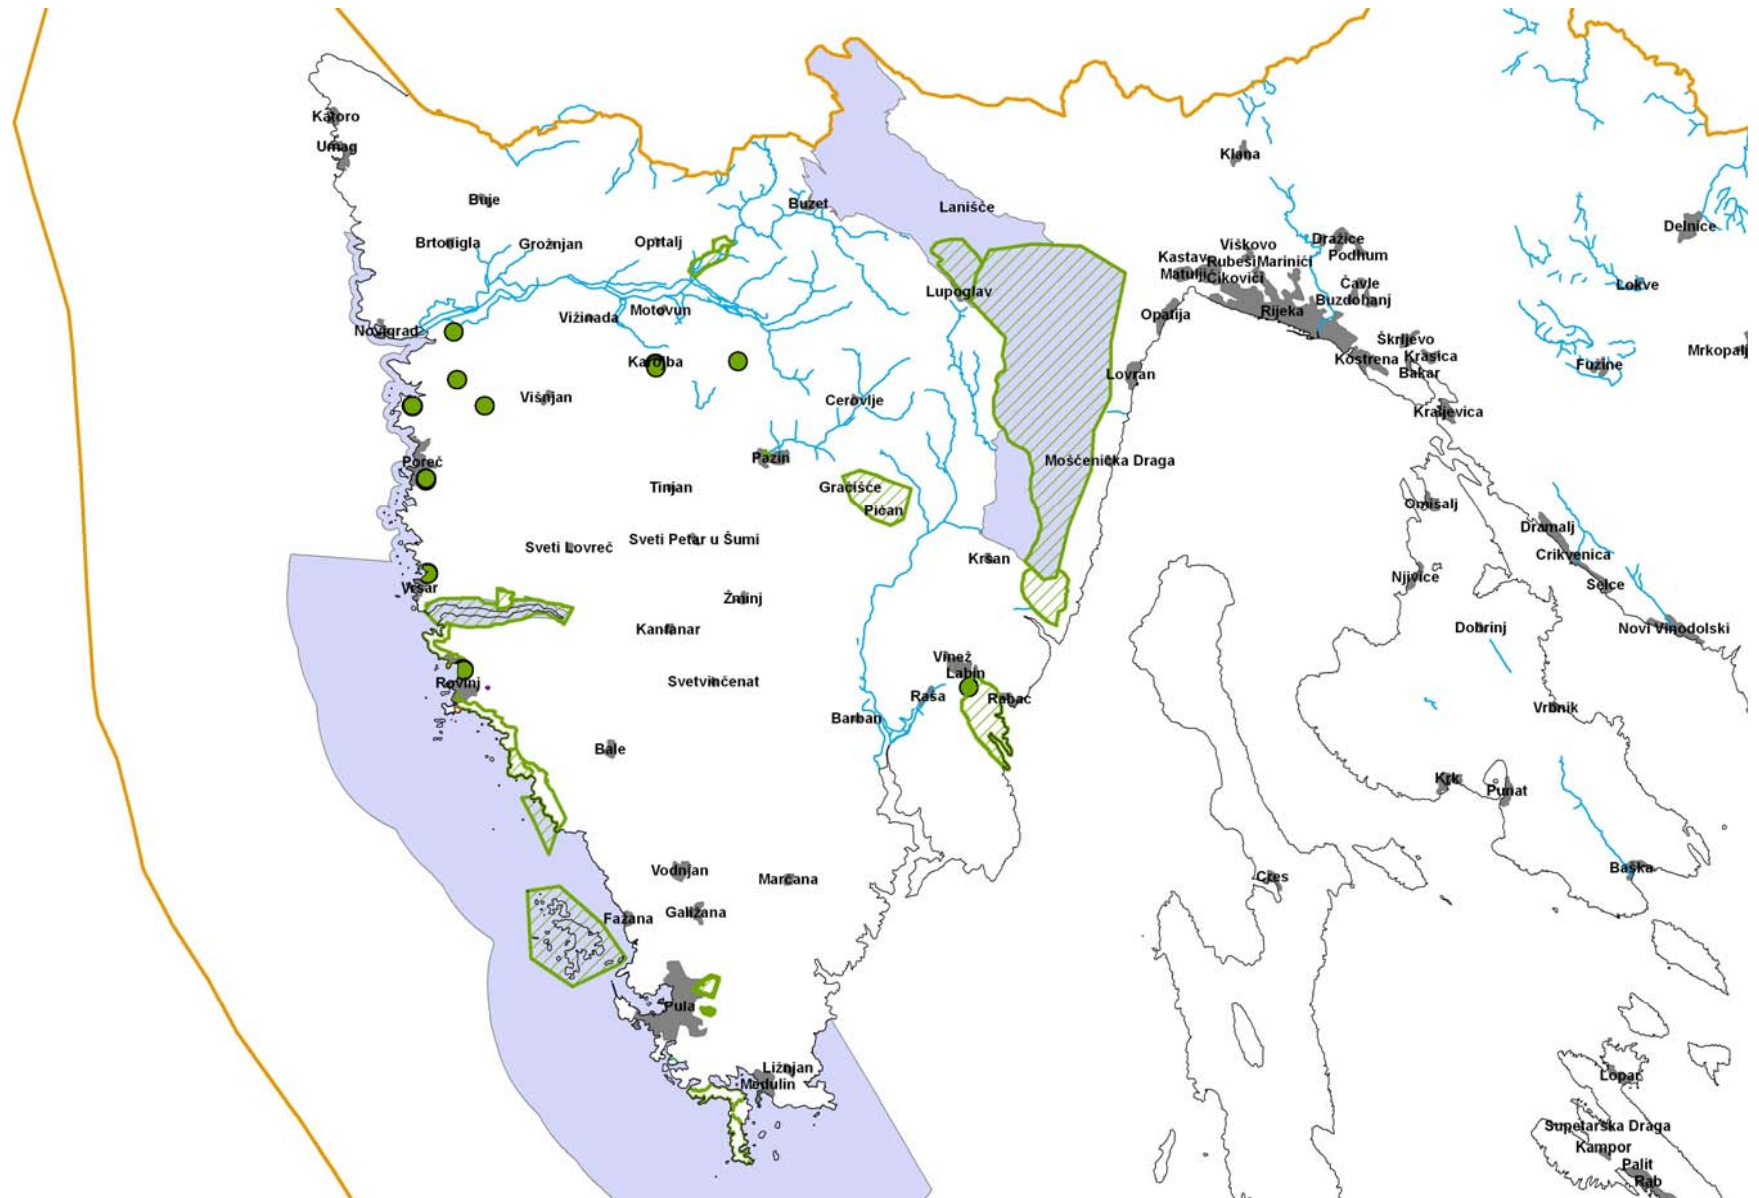 Katoro
Umag
Klana
Buje
Buzet
Lanišće
Delnice
Brtonigla
Grožnjan
Oprtalj
Viškovo
Dražice
Kastav
Rubeši
Marinići
Podhum
Matulji
Čikovići
Čavle
Lokve
Lupoglav
Buzdohanj
Novigrad
Vižinada
Motovun
Opatija
Rijeka
Škrljevo
Mrkopalj
Karojba
Kostrena
Krasica
Fužine
Bakar
Lovran
Višnjan
Cerovlje
Kraljevica
Poreč
Pazin
Mošćenička Draga
Tinjan
Gračišće
Pićan
Omišalj
Dramalj
Sveti Lovreč
Sveti Petar u Šumi
Kršan
Crikvenica
Vrsar
Njivice
Selce
Žminj
Kanfanar
Dobrinj
Novi Vinodolski
Vinež
Labin
Rovinj
Svetvinčenat
Raša
Rabac
Barban
Vrbnik
Bale
Krk
Punat
Vodnjan
Marčana
Cres
Baška
Fažana
Galižana
Pula
Ližnjan
Medulin
Lopar
Supetarska Draga
Kampor
Palit
Rab